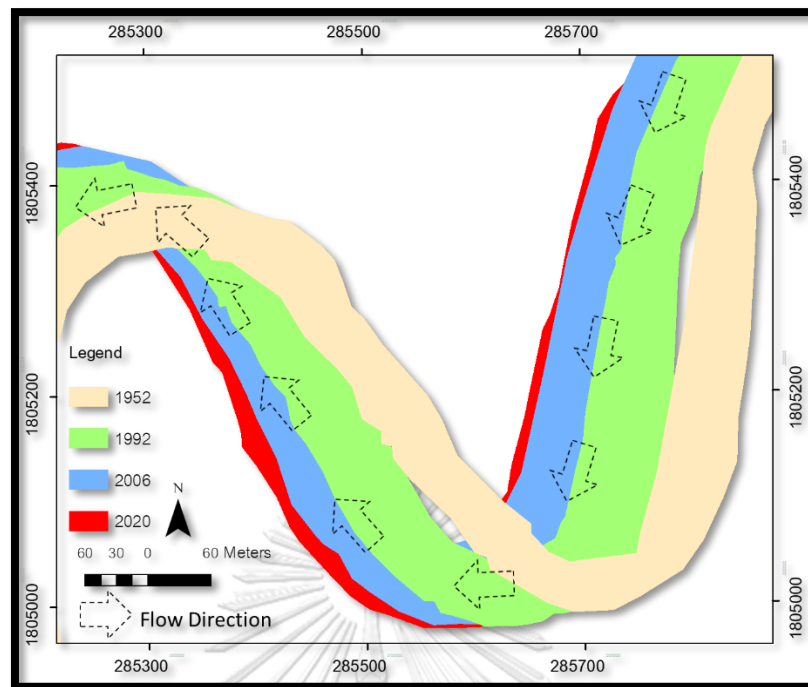 285300 285500 285700
1805400 1805400
1805200 1805200
1805000 1805000
Legend
1952
1992
2006
2020
N
60 30 0 60 Meters
Flow Direction
285300 285500 285700